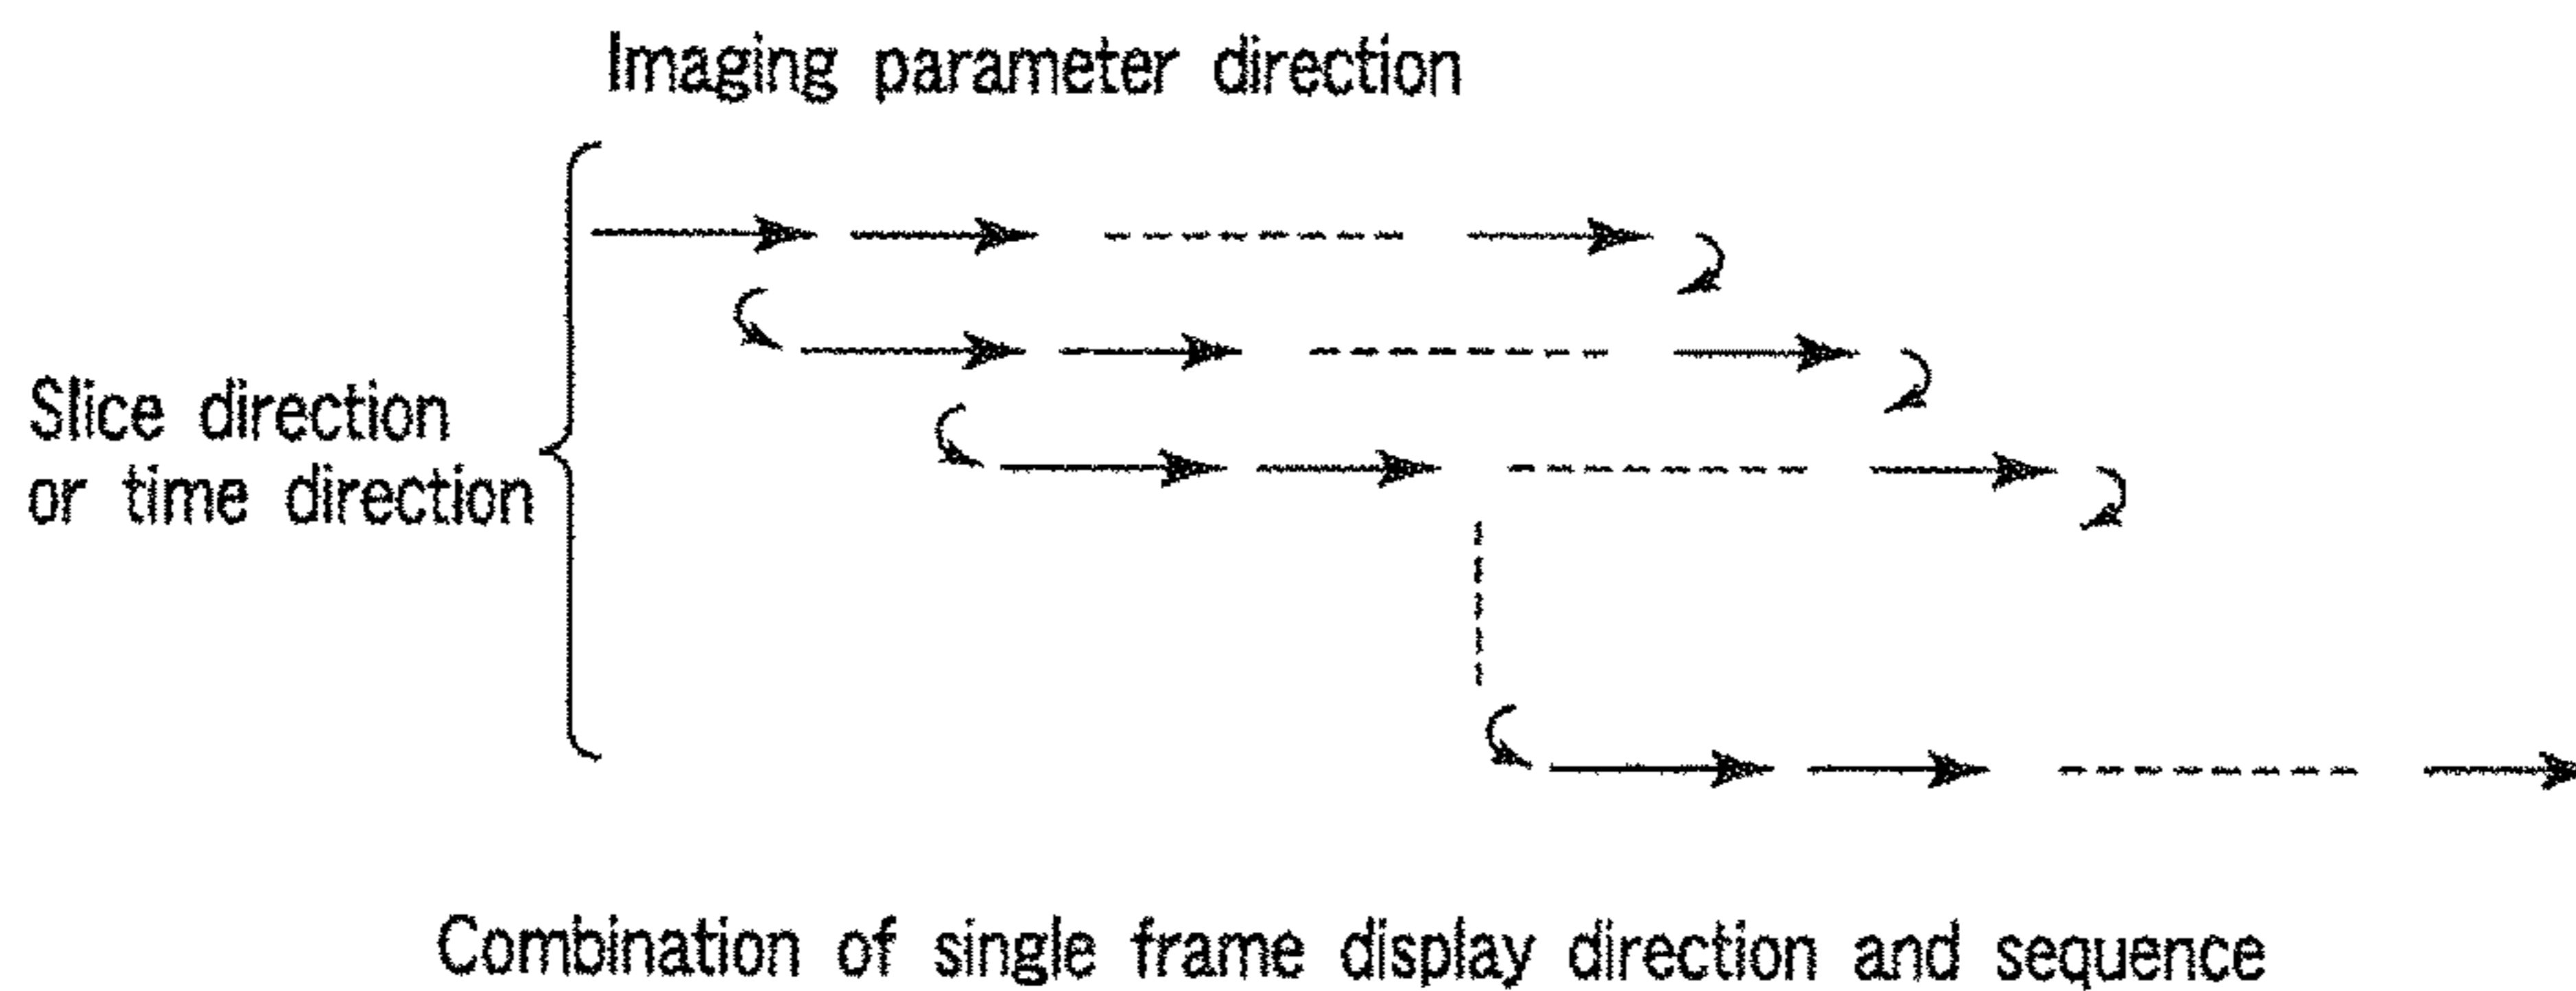 Imaging parameter direction
Slice direction
or time direction
Combination of single frame display direction and sequence